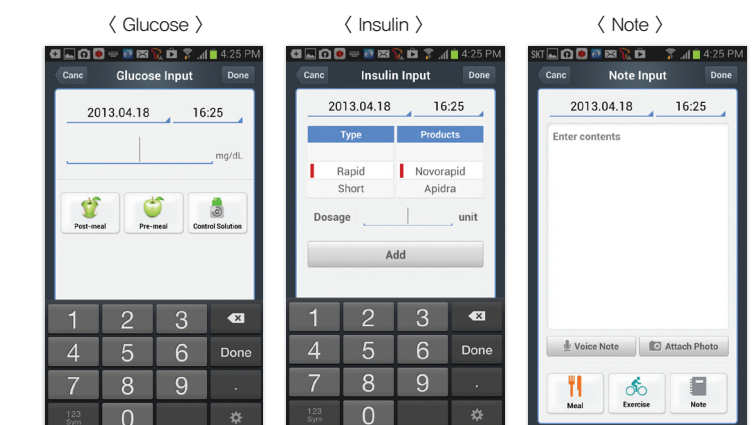 〈 Glucose 〉
4:25 PM
Canc Glucose Input Done
2013.04.18 16:25
mg/dL
Post-meal Pre-meal Control Solution
1 2 3
4 5 6 Done
7 8 9 .
123 Sym 0
〈 Insulin 〉
4:25 PM
Canc Insulin Input Done
2013.04.18 16:25
Type Products
Rapid Novorapid
Short Apidra
Dosage unit
Add
1 2 3
4 5 6 Done
7 8 9 .
123 Sym 0
〈 Note 〉
SKT 4:25 PM
Canc Note Input Done
2013.04.18 16:25
Enter contents
Voice Note Attach Photo
Meal Exercise Note